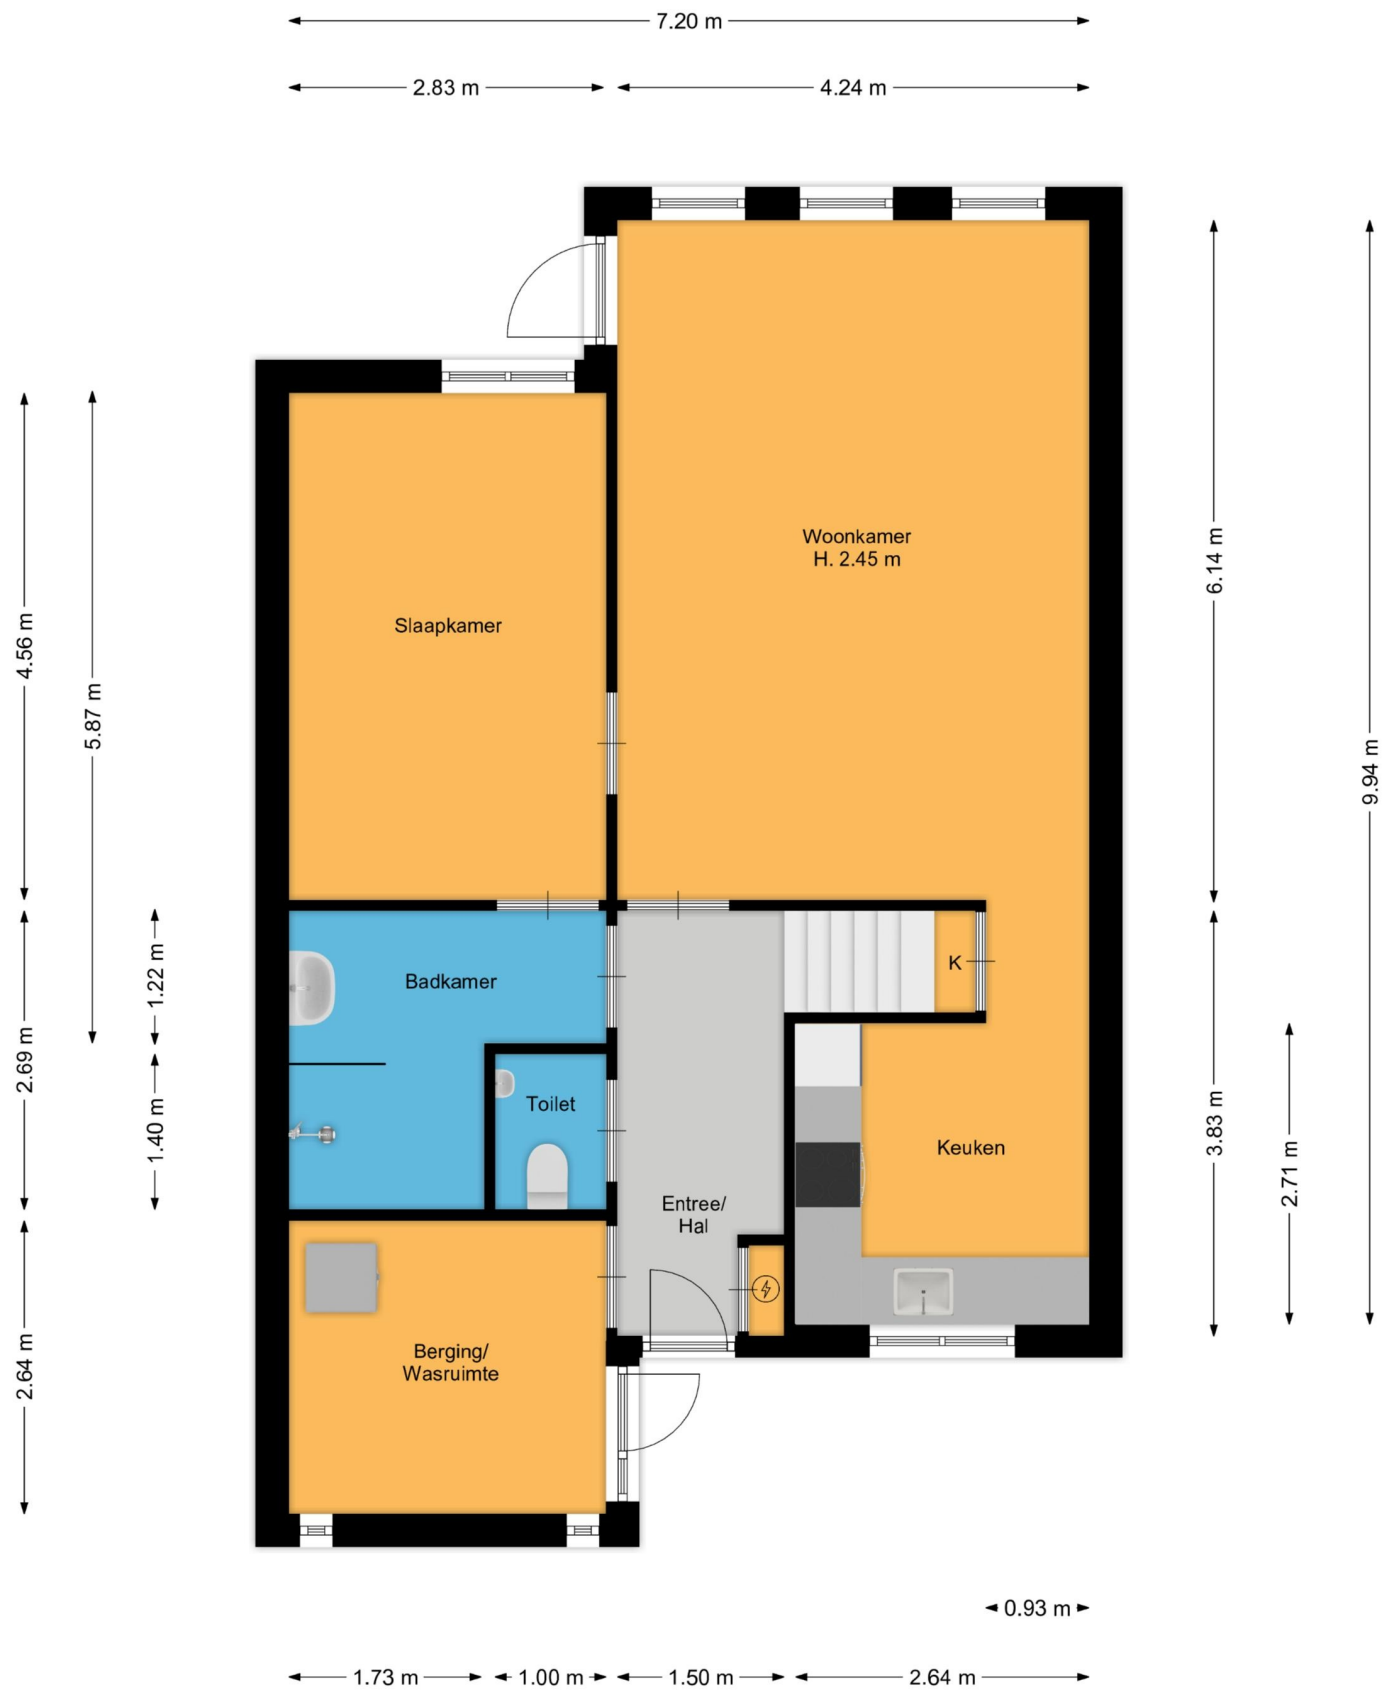 7.20 m
2.83 m
4.24 m
Woonkamer
H. 2.45 m
Slaapkamer
4.56 m
5.87 m
6.14 m
9.94 m
Badkamer
K
1.22 m
2.69 m
Toilet
1.40 m
Keuken
3.83 m
2.71 m
Entree/
Hal
Berging/
Wasruimte
2.64 m
0.93 m
1.73 m
1.00 m
1.50 m
2.64 m